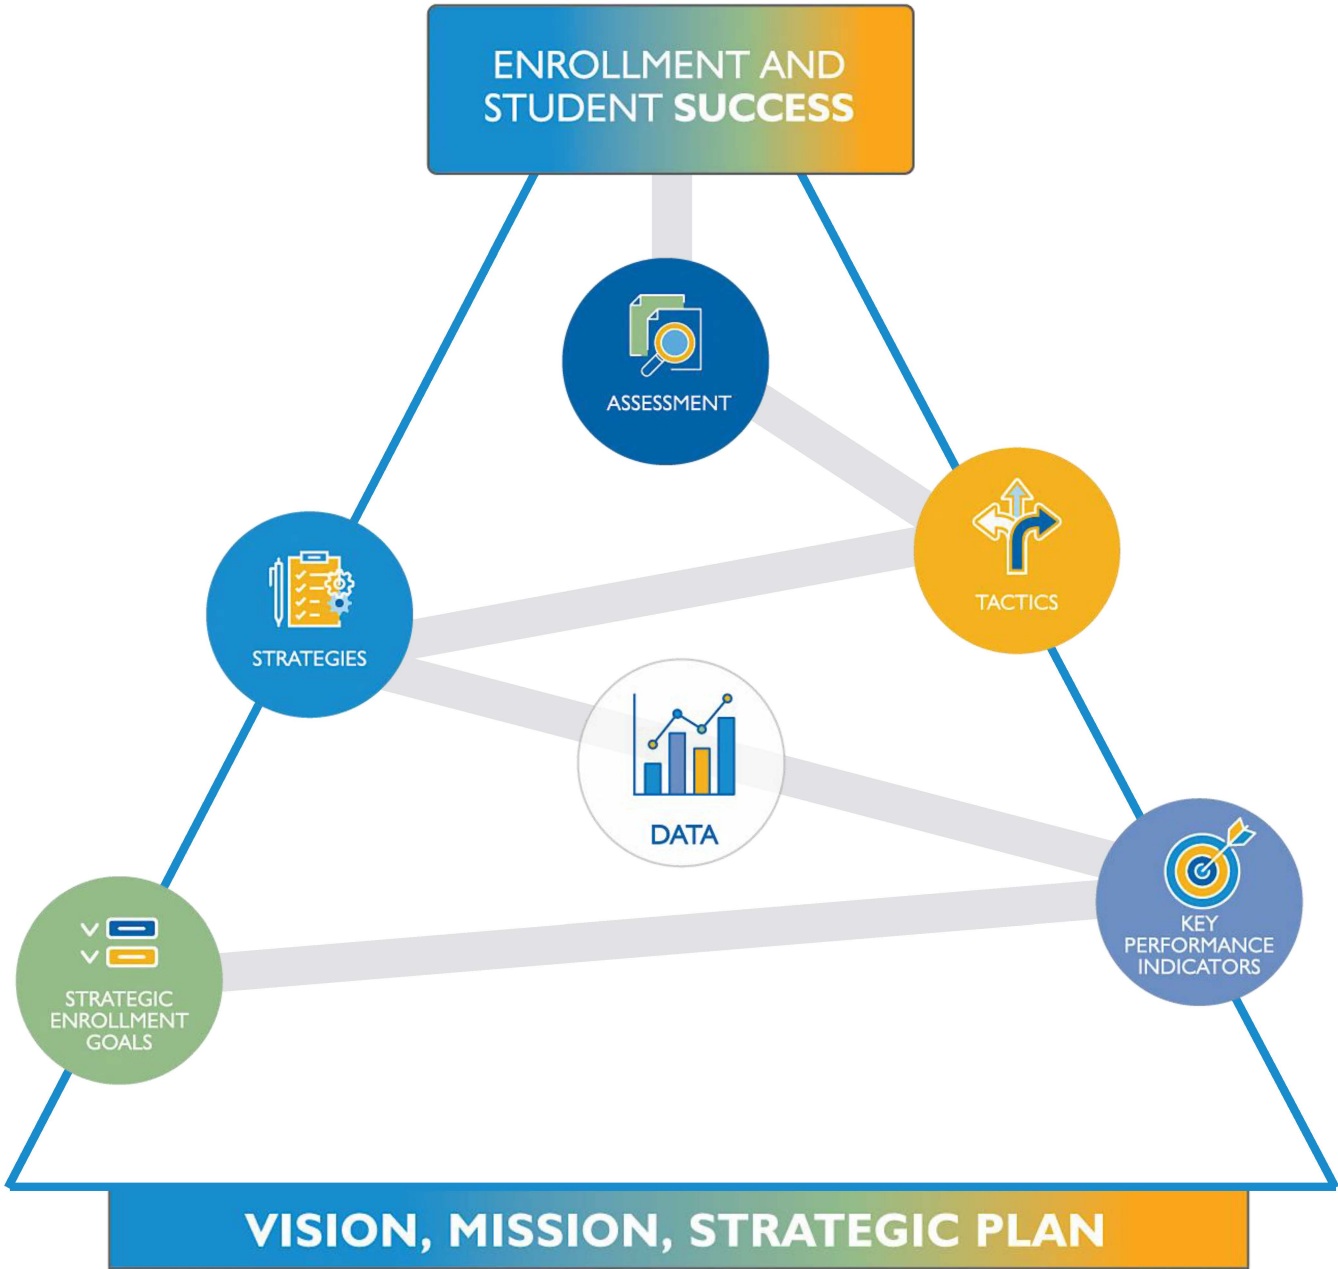 ENROLLMENT AND
STUDENT SUCCESS
ASSESSMENT
TACTICS
STRATEGIES
DATA
KEY
PERFORMANCE
INDICATORS
STRATEGIC
ENROLLMENT
GOALS
VISION, MISSION, STRATEGIC PLAN